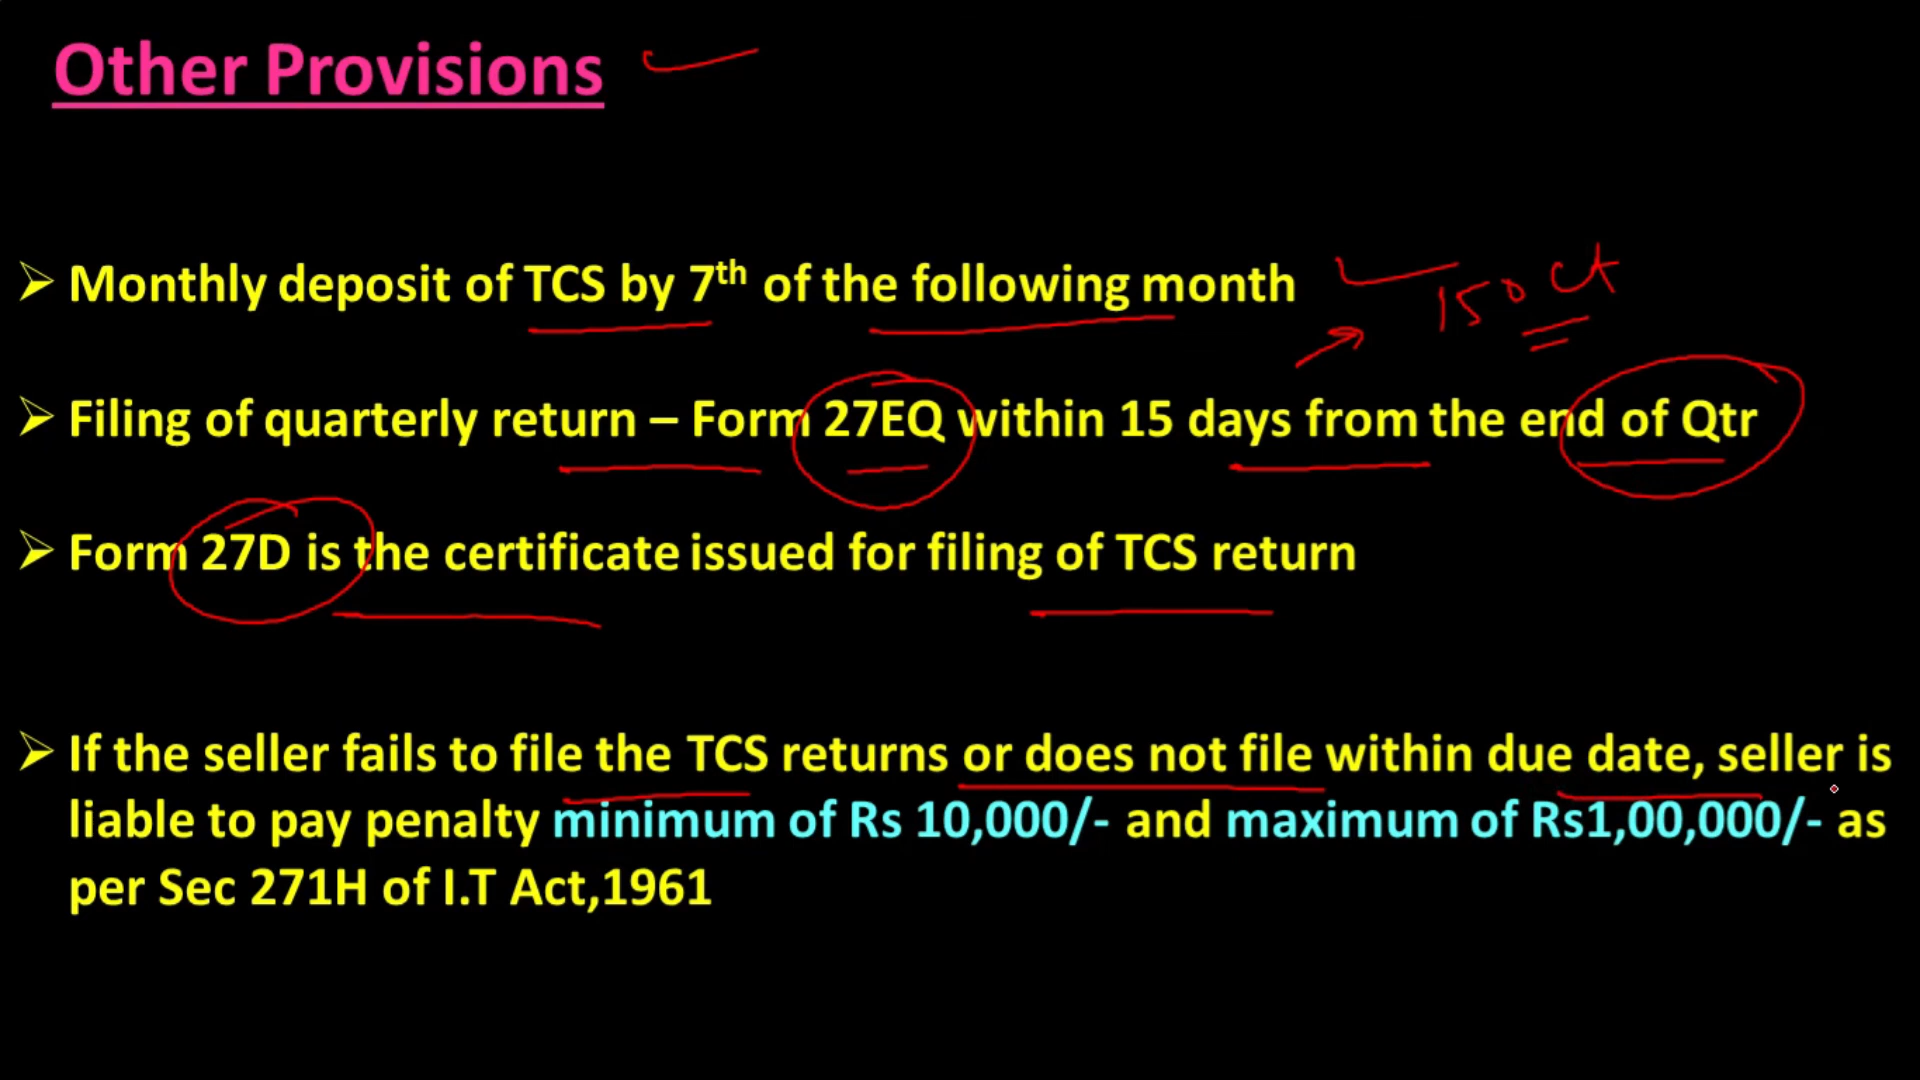 Other Provisions
➢ Monthly deposit of TCS by 7th of the following month
15 Oct
➢ Filing of quarterly return – Form 27EQ within 15 days from the end of Qtr
➢ Form 27D is the certificate issued for filing of TCS return
➢ If the seller fails to file the TCS returns or does not file within due date, seller is
liable to pay penalty minimum of Rs 10,000/- and maximum of Rs1,00,000/- as
per Sec 271H of I.T Act,1961